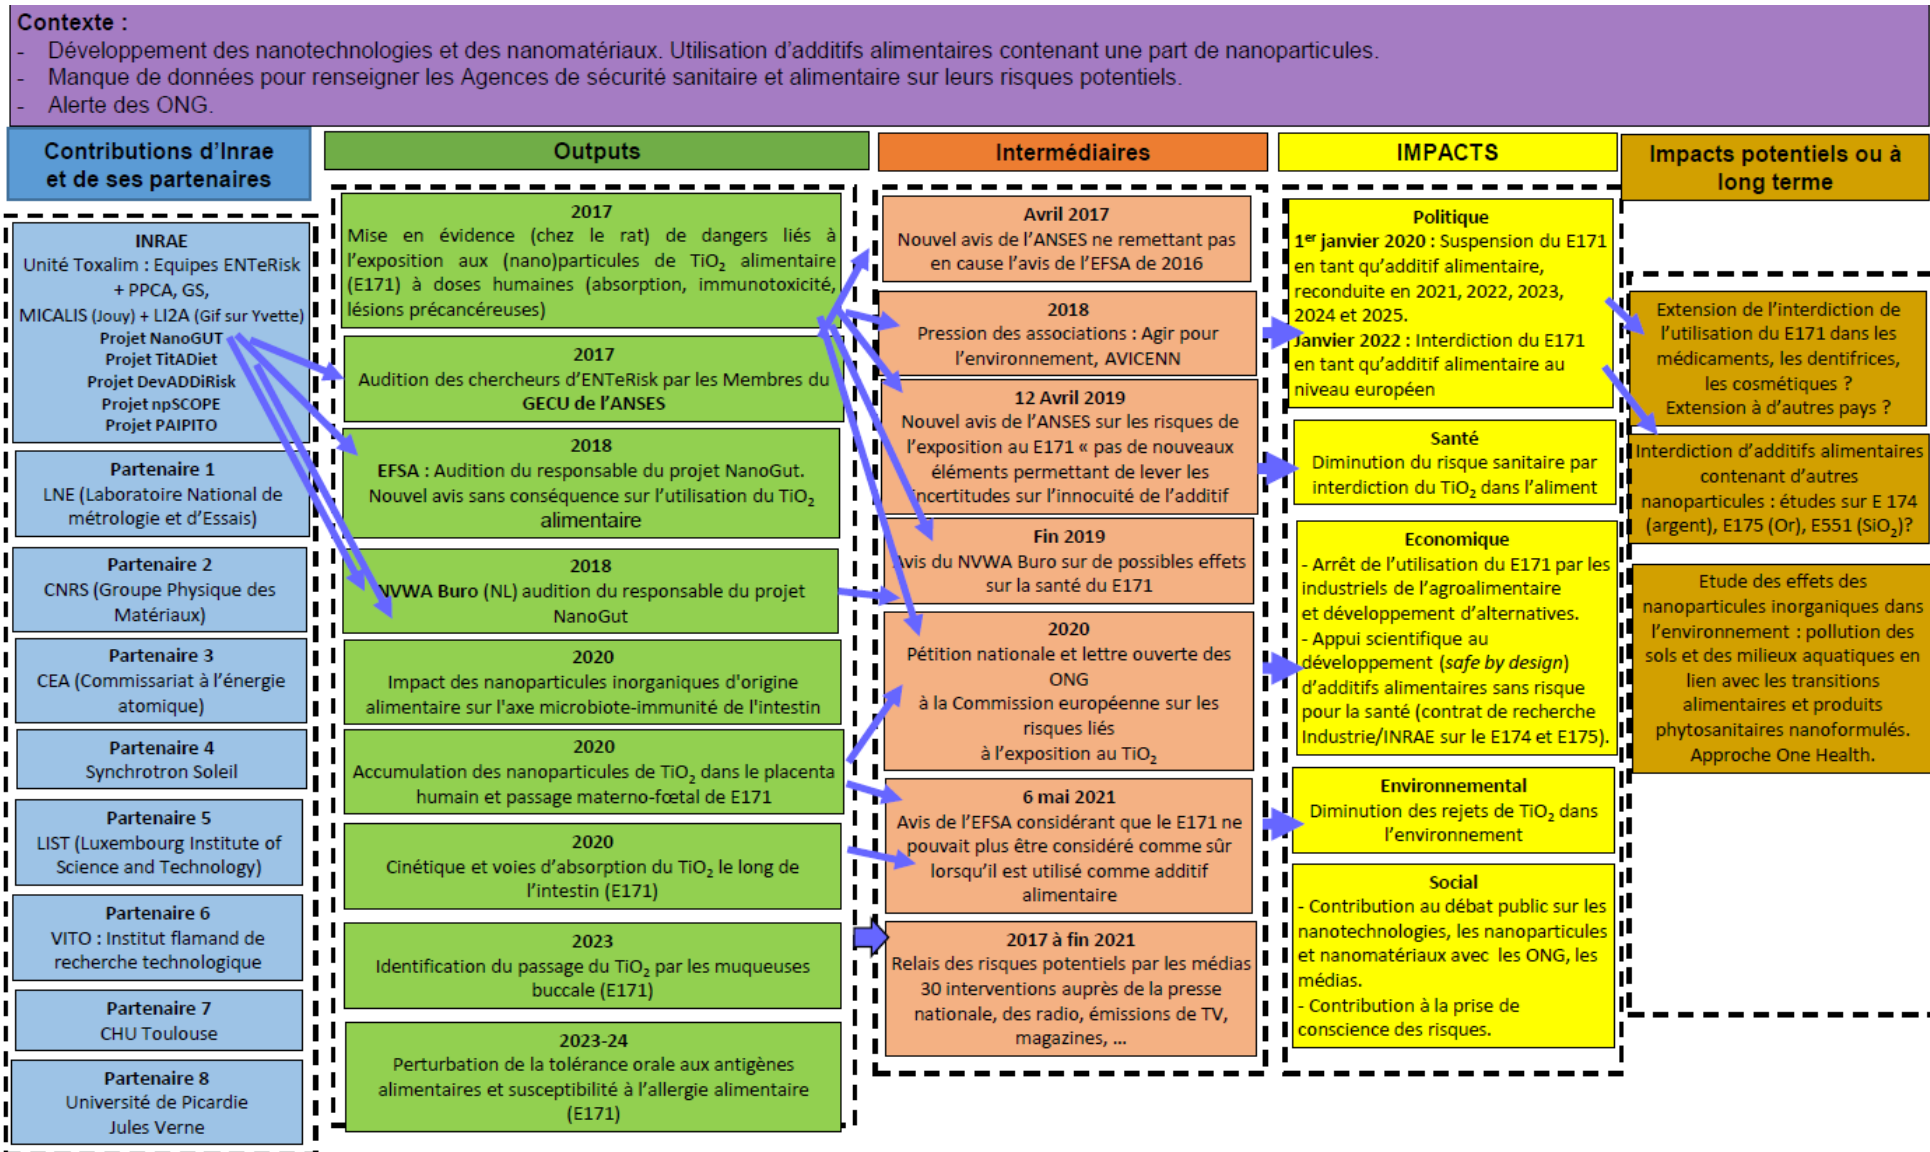 Contexte :
- Développement des nanotechnologies et des nanomatériaux. Utilisation d'additifs alimentaires contenant une part de nanoparticules.
- Manque de données pour renseigner les Agences de sécurité sanitaire et alimentaire sur leurs risques potentiels.
- Alerte des ONG.
Contributions d'Inrae
et de ses partenaires
INRAE
Unité Toxalim : Equipes ENTeRisk
+ PPCA, GS,
MICALIS (Jouy) + LI2A (Gif sur Yvette)
Projet NanoGUT
Projet TitADiet
Projet DevADDiRisk
Projet npSCOPE
Projet PAIPITO
Partenaire 1
LNE (Laboratoire National de
métrologie et d'Essais)
Partenaire 2
CNRS (Groupe Physique des
Matériaux)
Partenaire 3
CEA (Commissariat à l'énergie
atomique)
Partenaire 4
Synchrotron Soleil
Partenaire 5
LIST (Luxembourg Institute of
Science and Technology)
Partenaire 6
VITO : Institut flamand de
recherche technologique
Partenaire 7
CHU Toulouse
Partenaire 8
Université de Picardie
Jules Verne
Outputs
2017
Mise en évidence (chez le rat) de dangers liés à
l'exposition aux (nano)particules de TiO₂ alimentaire
(E171) à doses humaines (absorption, immunotoxicité,
lésions précancéreuses)
2017
Audition des chercheurs d'ENTeRisk par les Membres du
GECU de l'ANSES
2018
EFSA : Audition du responsable du projet NanoGut.
Nouvel avis sans conséquence sur l'utilisation du TiO₂
alimentaire
2018
NVWA Buro (NL) audition du responsable du projet
NanoGut
2020
Impact des nanoparticules inorganiques d'origine
alimentaire sur l'axe microbiote-immunité de l'intestin
2020
Accumulation des nanoparticules de TiO₂ dans le placenta
humain et passage materno-fœtal de E171
2020
Cinétique et voies d'absorption du TiO₂ le long de
l'intestin (E171)
2023
Identification du passage du TiO₂ par les muqueuses
buccale (E171)
2023-24
Perturbation de la tolérance orale aux antigènes
alimentaires et susceptibilité à l'allergie alimentaire
(E171)
Intermédiaires
Avril 2017
Nouvel avis de l'ANSES ne remettant pas
en cause l'avis de l'EFSA de 2016
2018
Pression des associations : Agir pour
l'environnement, AVICENN
12 Avril 2019
Nouvel avis de l'ANSES sur les risques de
l'exposition au E171 « pas de nouveaux
éléments permettant de lever les
incertitudes sur l'innocuité de l'additif
Fin 2019
Avis du NVWA Buro sur de possibles effets
sur la santé du E171
2020
Pétition nationale et lettre ouverte des
ONG
à la Commission européenne sur les
risques liés
à l'exposition au TiO₂
6 mai 2021
Avis de l'EFSA considérant que le E171 ne
pouvait plus être considéré comme sûr
lorsqu'il est utilisé comme additif
alimentaire
2017 à fin 2021
Relais des risques potentiels par les médias
30 interventions auprès de la presse
nationale, des radio, émissions de TV,
magazines, ...
IMPACTS
Politique
1er janvier 2020 : Suspension du E171
en tant qu'additif alimentaire,
reconduite en 2021, 2022, 2023,
2024 et 2025.
Janvier 2022 : Interdiction du E171
en tant qu'additif alimentaire au
niveau européen
Santé
Diminution du risque sanitaire par
interdiction du TiO₂ dans l'aliment
Economique
- Arrêt de l'utilisation du E171 par les
industriels de l'agroalimentaire
et développement d'alternatives.
- Appui scientifique au
développement (safe by design)
d'additifs alimentaires sans risque
pour la santé (contrat de recherche
Industrie/INRAE sur le E174 et E175).
Environnemental
Diminution des rejets de TiO₂ dans
l'environnement
Social
- Contribution au débat public sur les
nanotechnologies, les nanoparticules
et nanomatériaux avec les ONG, les
médias.
- Contribution à la prise de
conscience des risques.
Impacts potentiels ou à
long terme
Extension de l'interdiction de
l'utilisation du E171 dans les
médicaments, les dentifrices,
les cosmétiques ?
Extension à d'autres pays ?
Interdiction d'additifs alimentaires
contenant d'autres
nanoparticules : études sur E 174
(argent), E175 (Or), E551 (SiO₂)?
Etude des effets des
nanoparticules inorganiques dans
l'environnement : pollution des
sols et des milieux aquatiques en
lien avec les transitions
alimentaires et produits
phytosanitaires nanoformulés.
Approche One Health.